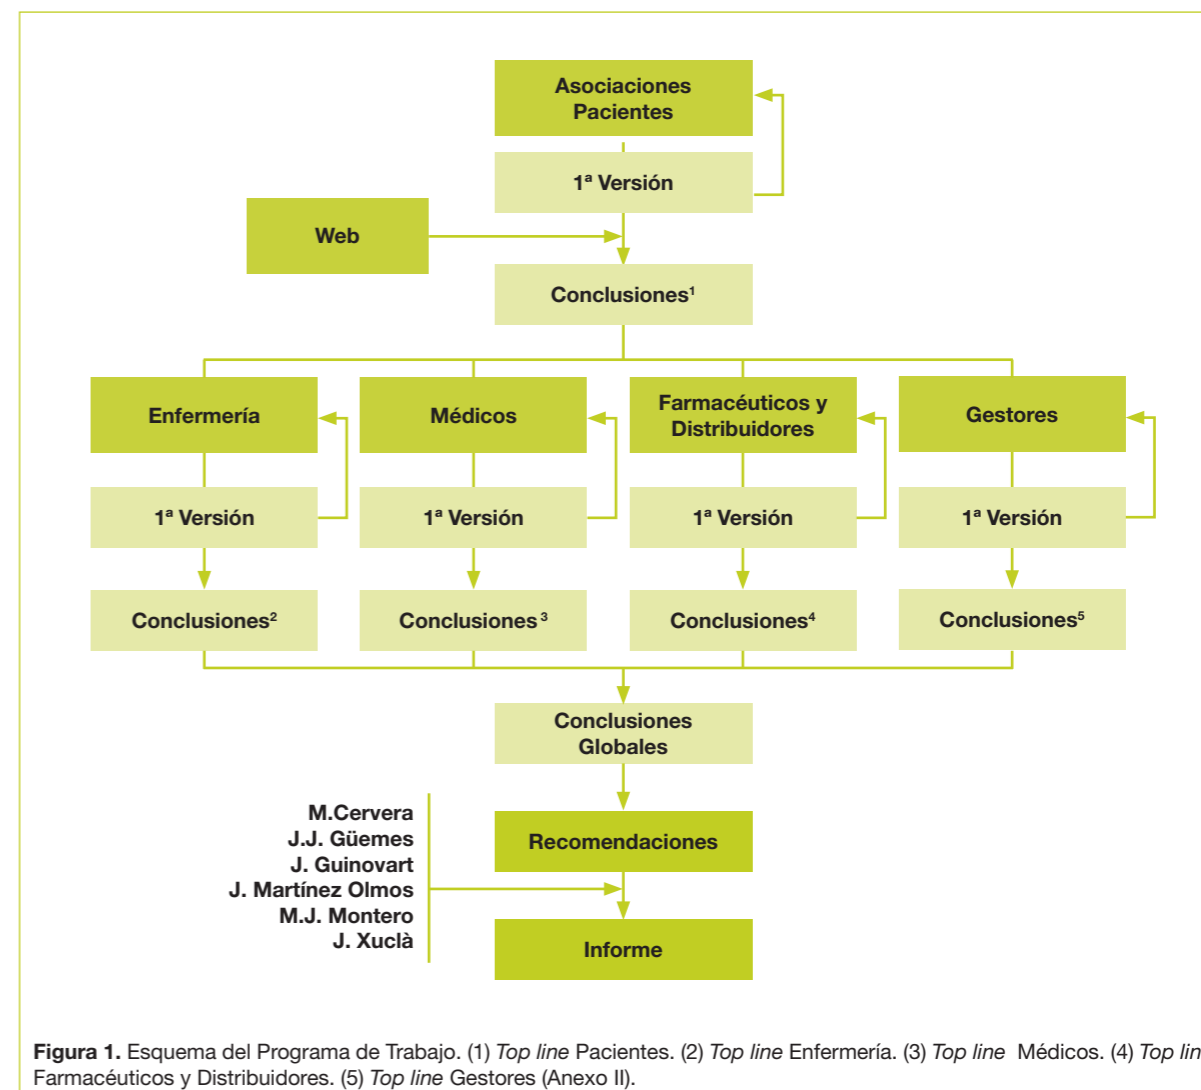 Asociaciones
Pacientes
1ª Versión
Web
Conclusiones¹
Enfermería
Médicos
Farmacéuticos y
Distribuidores
Gestores
1ª Versión
1ª Versión
1ª Versión
1ª Versión
Conclusiones²
Conclusiones ³
Conclusiones⁴
Conclusiones⁵
Conclusiones
Globales
M.Cervera
J.J. Güemes
J. Guinovart
J. Martínez Olmos
M.J. Montero
J. Xuclà
Recomendaciones
Informe
Figura 1. Esquema del Programa de Trabajo. (1) Top line Pacientes. (2) Top line Enfermería. (3) Top line Médicos. (4) Top lin
Farmacéuticos y Distribuidores. (5) Top line Gestores (Anexo II).